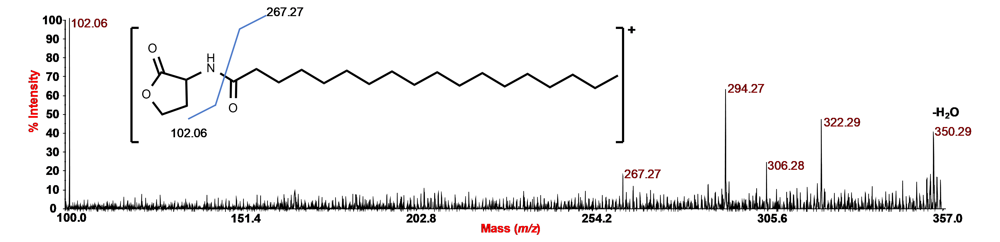 267.27
100
102.06
+
90
O
80
H
N
70
294.27
60
O
O
50
-H₂O
322.29
350.29
102.06
40
30
306.28
20
267.27
10
0
100.0 151.4 202.8 254.2 305.6 357.0
% Intensity
Mass (m/z)